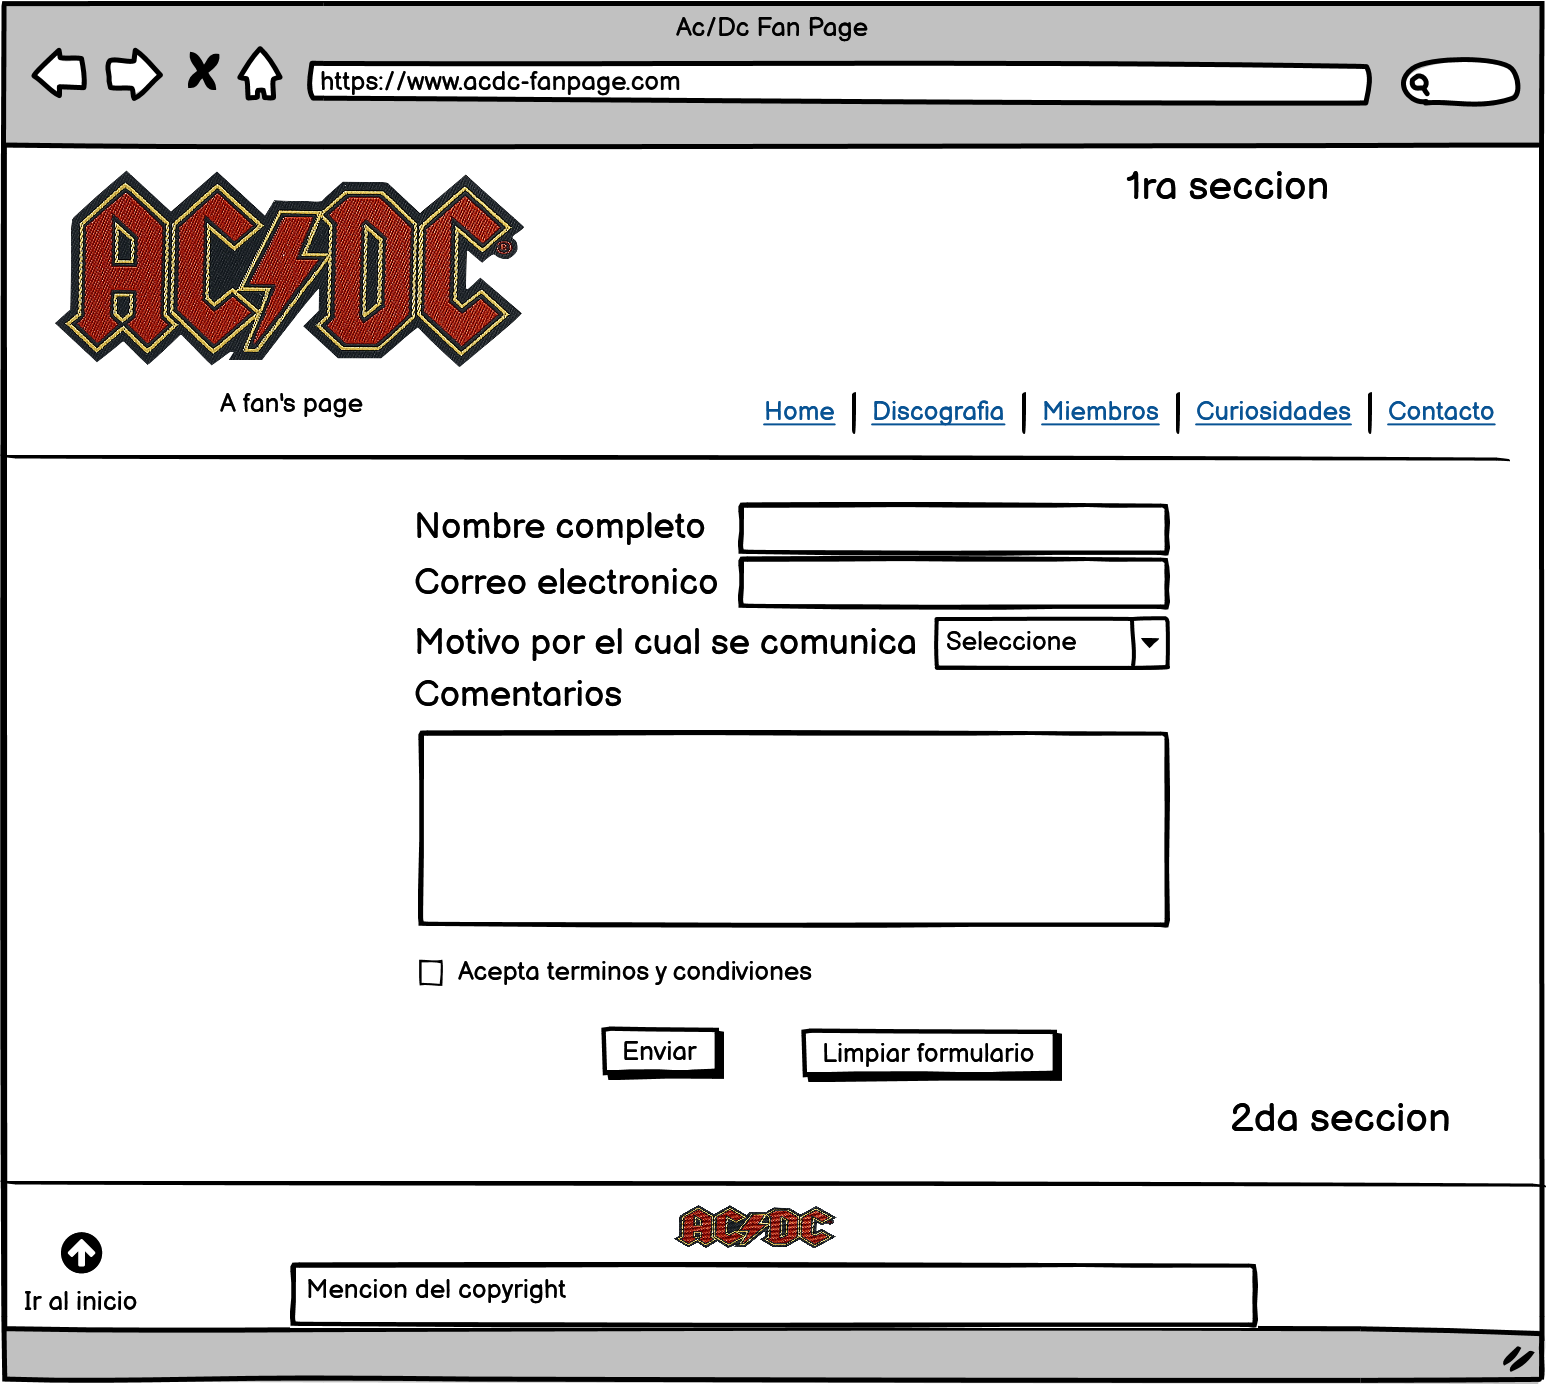 Ac/Dc Fan Page
https://www.acdc-fanpage.com
1ra seccion
AC/DC
®
A fan's page
Home Discografia Miembros Curiosidades Contacto
Nombre completo
Correo electronico
Motivo por el cual se comunica Seleccione
Comentarios
Acepta terminos y condiviones
Enviar Limpiar formulario
2da seccion
AC/DC
Ir al inicio
Mencion del copyright